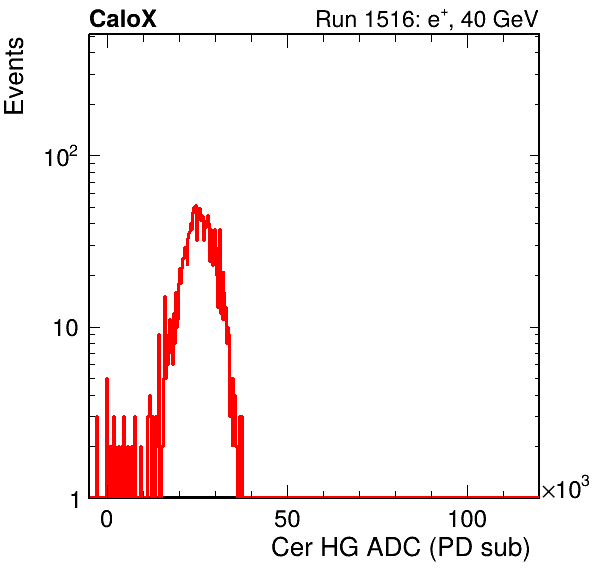 CaloX Run 1516: e⁺, 40 GeV
Events
10²
10
1
0 50 100 ×10³
Cer HG ADC (PD sub)